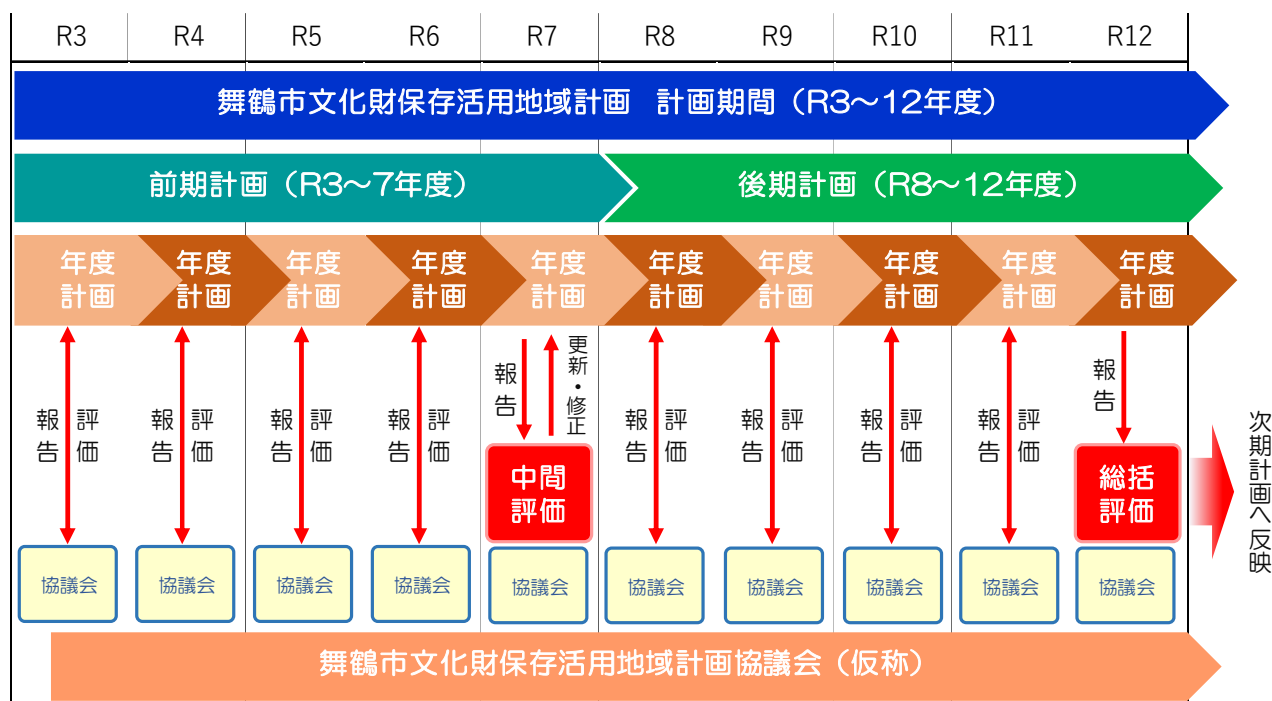 R3 R4 R5 R6 R7 R8 R9 R10 R11 R12
舞鶴市文化財保存活用地域計画 計画期間（R3～12年度）
前期計画（R3～7年度） 後期計画（R8～12年度）
年度 年度 年度 年度 年度 年度 年度 年度 年度 年度
計画 計画 計画 計画 計画 計画 計画 計画 計画 計画
報告 評価
報告 評価
報告 評価
報告 評価
報告
更新・修正
報告 評価
報告 評価
報告 評価
報告 評価
報告
中間
評価
総括
評価
次期計画へ反映
協議会 協議会 協議会 協議会 協議会 協議会 協議会 協議会 協議会 協議会
舞鶴市文化財保存活用地域計画協議会（仮称）